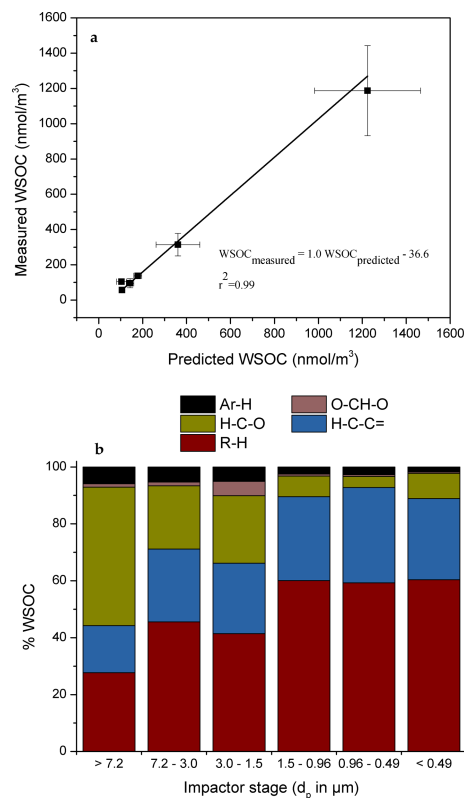 a
1600
1400
1200
1000
800
600
400
200
0
Measured WSOC (nmol/m³)
WSOCmeasured = 1.0 WSOCpredicted - 36.6
r²=0.99
0 200 400 600 800 1000 1200 1400 1600
Predicted WSOC (nmol/m³)
Ar-H O-CH-O
H-C-O H-C-C=
R-H
b
100
80
60
40
20
0
% WSOC
> 7.2 7.2 - 3.0 3.0 - 1.5 1.5 - 0.96 0.96 - 0.49 < 0.49
Impactor stage (dp in µm)